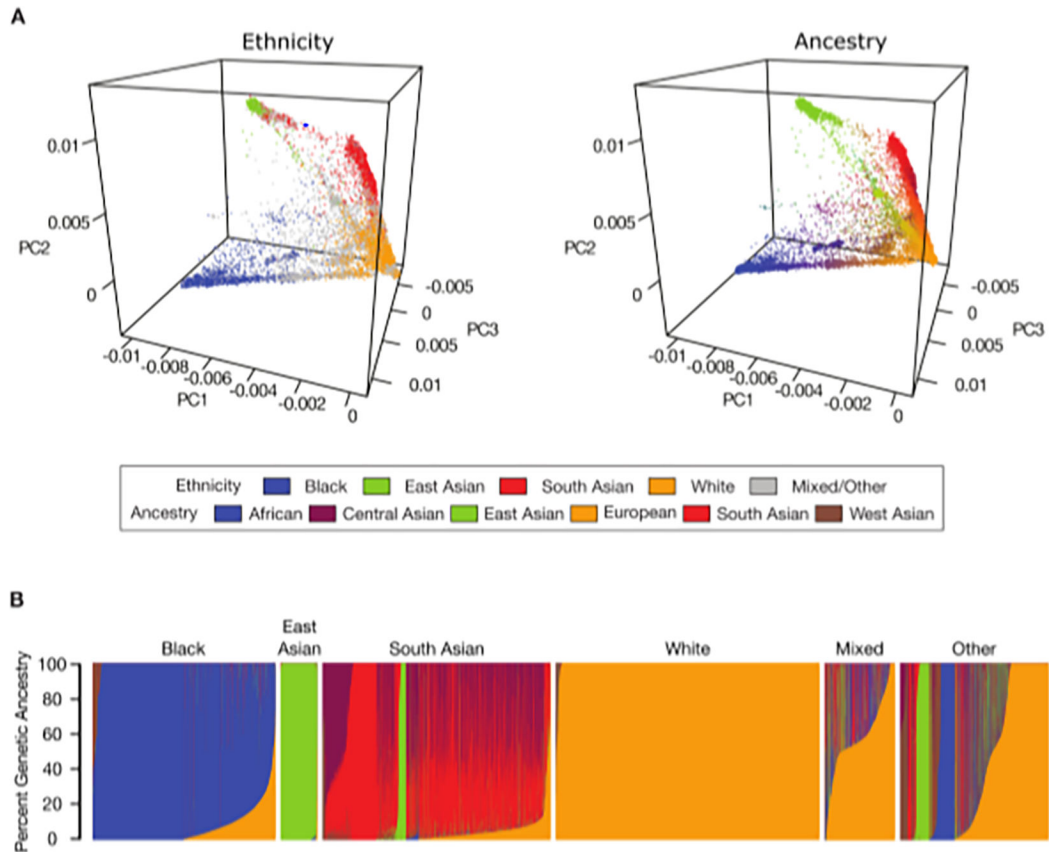 A
Ethnicity
Ancestry
0.01
0.005
PC2
0
-0.01
-0.008
-0.006
-0.004
-0.002
0
PC1
-0.005
0
PC3
0.005
0.01
0.01
0.005
PC2
0
-0.01
-0.008
-0.006
-0.004
-0.002
0
PC1
-0.005
0
PC3
0.005
0.01
Ethnicity Black East Asian South Asian White Mixed/Other
Ancestry African Central Asian East Asian European South Asian West Asian
B
Black
East
Asian
South Asian
White
Mixed
Other
Percent Genetic Ancestry
100
80
60
40
20
0